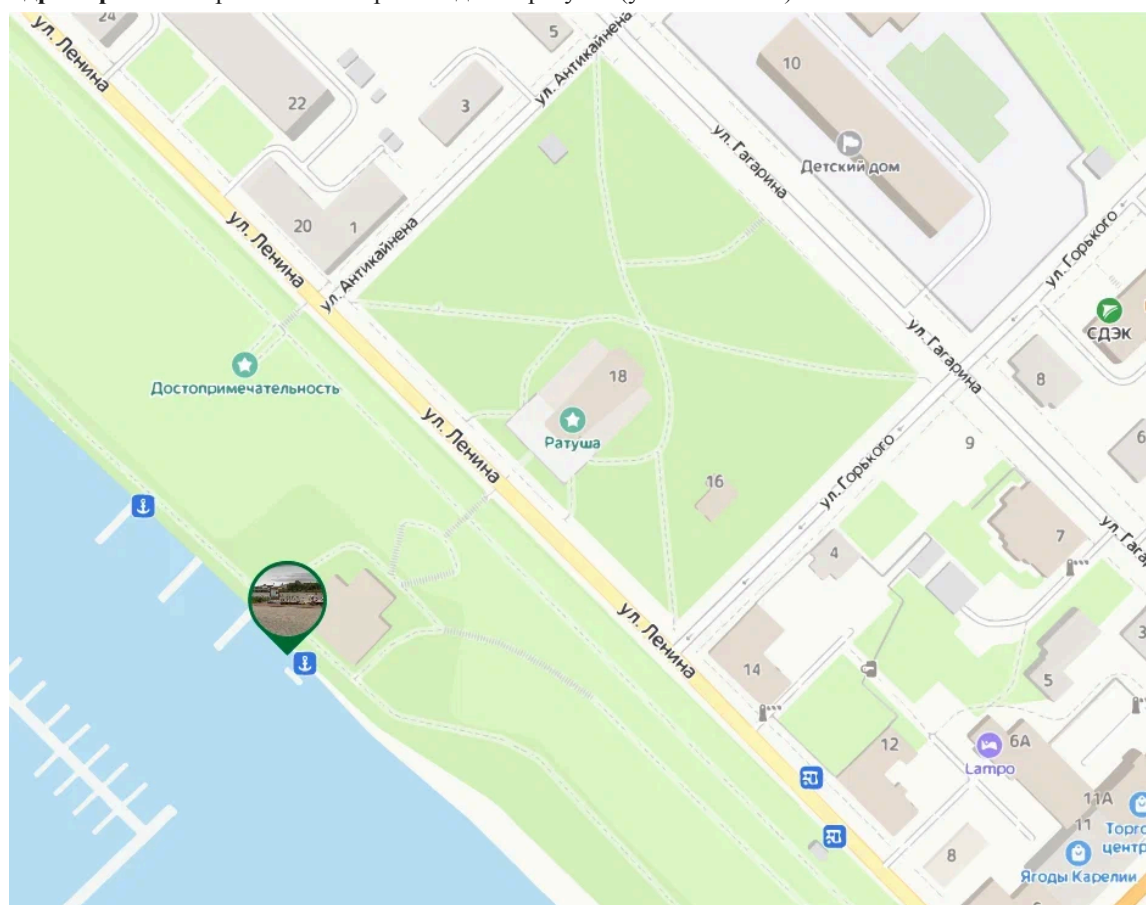 24
ул. Ленина
22
3
5
ул. Антикайнена
10
Детский дом
ул. Гагарина
ул. Горького
СДЭК
20
1
ул. Ленина
ул. Антикайнена
Достопримечательность
18
Ратуша
ул. Ленина
ул. Гагарина
8
6
9
16
ул. Горького
7
4
ул. Ленина
14
5
3
12
6А
Lampo
11А
11
8
Ягоды Карелии